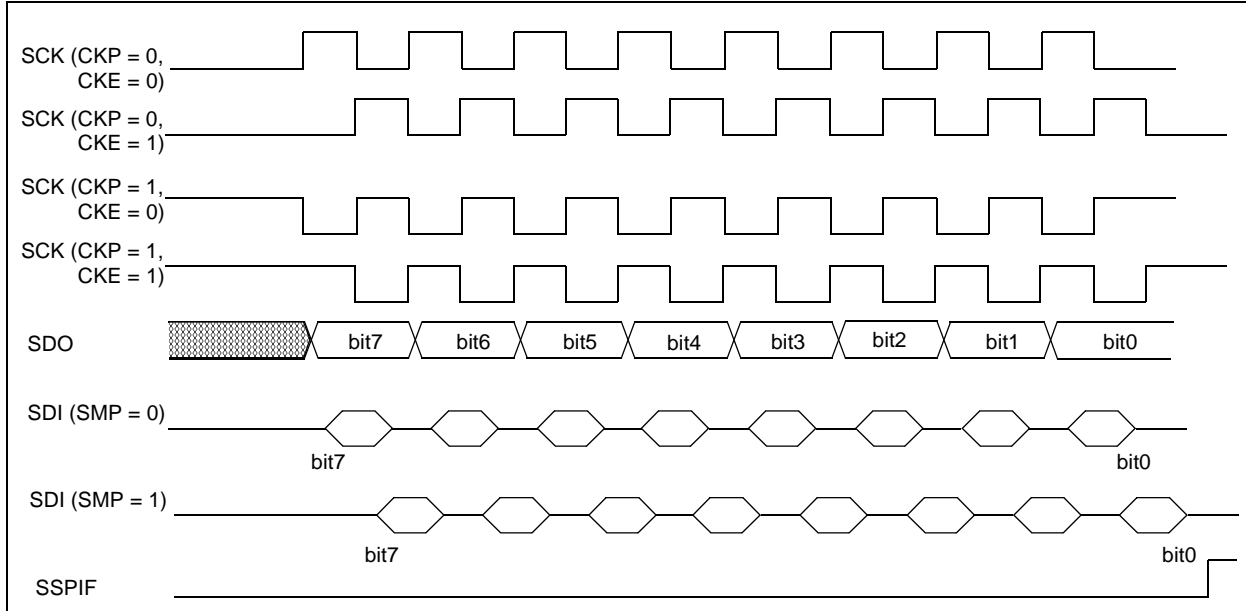 SCK (CKP = 0,
CKE = 0)
SCK (CKP = 0,
CKE = 1)
SCK (CKP = 1,
CKE = 0)
SCK (CKP = 1,
CKE = 1)
SDO bit7 bit6 bit5 bit4 bit3 bit2 bit1 bit0
SDI (SMP = 0)
bit7 bit0
SDI (SMP = 1)
bit7 bit0
SSPIF